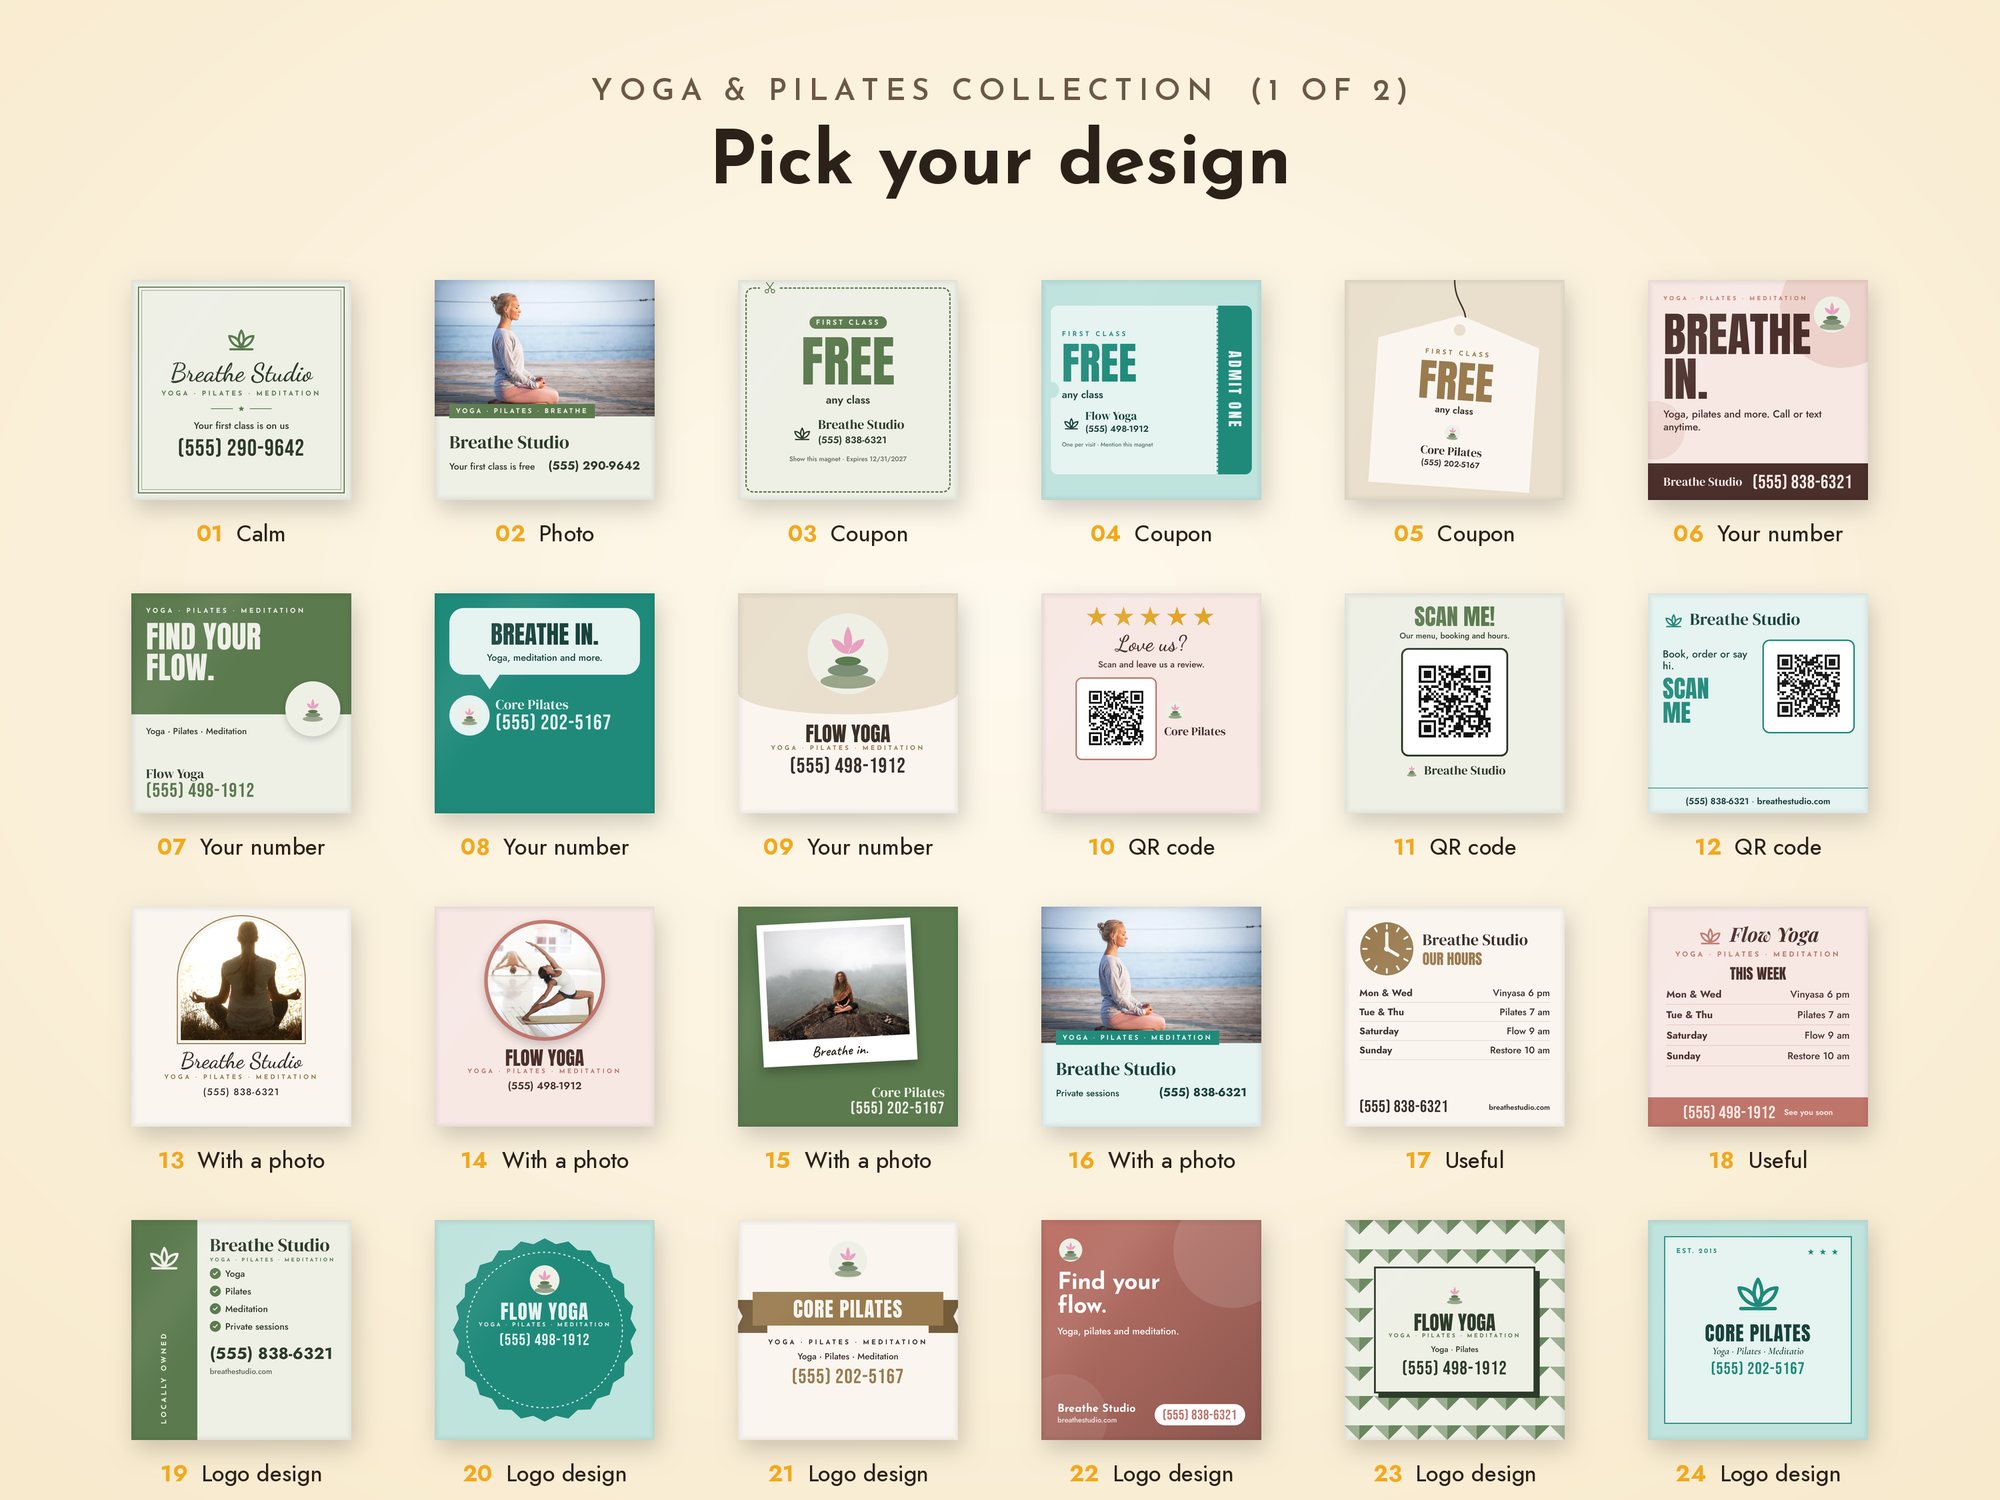 YOGA & PILATES COLLECTION (1 OF 2)
Pick your design
Breathe Studio
YOGA · PILATES · MEDITATION
Your first class is on us
(555) 290-9642
01 Calm
YOGA · PILATES · BREATHE
Breathe Studio
Your first class is free (555) 290-9642
02 Photo
FIRST CLASS
FREE
any class
Breathe Studio
(555) 838-6321
Show this magnet · Expires 12/31/2027
03 Coupon
FIRST CLASS
FREE
any class
Flow Yoga
(555) 498-1912
One per visit · Mention this magnet
ADMIT ONE
04 Coupon
FIRST CLASS
FREE
any class
Core Pilates
(555) 202-5167
05 Coupon
YOGA · PILATES · MEDITATION
BREATHE
IN.
Yoga, pilates and more. Call or text
anytime.
Breathe Studio (555) 838-6321
06 Your number
YOGA · PILATES · MEDITATION
FIND YOUR
FLOW.
Yoga · Pilates · Meditation
Flow Yoga
(555) 498-1912
07 Your number
BREATHE IN.
Yoga, meditation and more.
Core Pilates
(555) 202-5167
08 Your number
FLOW YOGA
YOGA · PILATES · MEDITATION
(555) 498-1912
09 Your number
Love us?
Scan and leave us a review.
Core Pilates
10 QR code
SCAN ME!
Our menu, booking and hours.
Breathe Studio
11 QR code
Breathe Studio
Book, order or say
hi.
SCAN
ME
(555) 838-6321 · breathestudio.com
12 QR code
Breathe Studio
YOGA · PILATES · MEDITATION
(555) 838-6321
13 With a photo
FLOW YOGA
YOGA · PILATES · MEDITATION
(555) 498-1912
14 With a photo
Breathe in.
Core Pilates
(555) 202-5167
15 With a photo
YOGA · PILATES · MEDITATION
Breathe Studio
Private sessions (555) 838-6321
16 With a photo
Breathe Studio
OUR HOURS
Mon & Wed Vinyasa 6 pm
Tue & Thu Pilates 7 am
Saturday Flow 9 am
Sunday Restore 10 am
(555) 838-6321 breathestudio.com
17 Useful
Flow Yoga
YOGA · PILATES · MEDITATION
THIS WEEK
Mon & Wed Vinyasa 6 pm
Tue & Thu Pilates 7 am
Saturday Flow 9 am
Sunday Restore 10 am
(555) 498-1912 See you soon
18 Useful
LOCALLY OWNED
Breathe Studio
YOGA · PILATES · MEDITATION
Yoga
Pilates
Meditation
Private sessions
(555) 838-6321
breathestudio.com
19 Logo design
FLOW YOGA
YOGA · PILATES · MEDITATION
(555) 498-1912
20 Logo design
CORE PILATES
YOGA · PILATES · MEDITATION
Yoga · Pilates · Meditation
(555) 202-5167
21 Logo design
Find your
flow.
Yoga, pilates and meditation.
Breathe Studio
breathestudio.com
(555) 838-6321
22 Logo design
FLOW YOGA
YOGA · PILATES · MEDITATION
Yoga · Pilates
(555) 498-1912
23 Logo design
EST. 2015
CORE PILATES
Yoga · Pilates · Meditatio
(555) 202-5167
24 Logo design